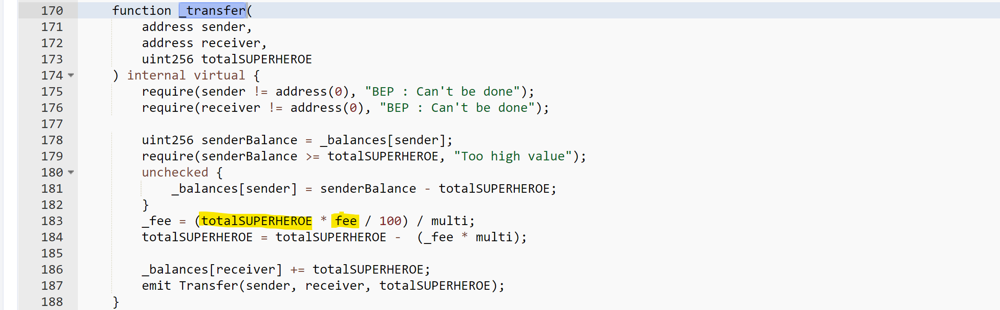 170 function _transfer(
171 address sender,
172 address receiver,
173 uint256 totalSUPERHEROE
174 ) internal virtual {
175 require(sender != address(0), "BEP : Can't be done");
176 require(receiver != address(0), "BEP : Can't be done");
177
178 uint256 senderBalance = _balances[sender];
179 require(senderBalance >= totalSUPERHEROE, "Too high value");
180 unchecked {
181 _balances[sender] = senderBalance - totalSUPERHEROE;
182 }
183 _fee = (totalSUPERHEROE * fee / 100) / multi;
184 totalSUPERHEROE = totalSUPERHEROE -  (_fee * multi);
185
186 _balances[receiver] += totalSUPERHEROE;
187 emit Transfer(sender, receiver, totalSUPERHEROE);
188 }